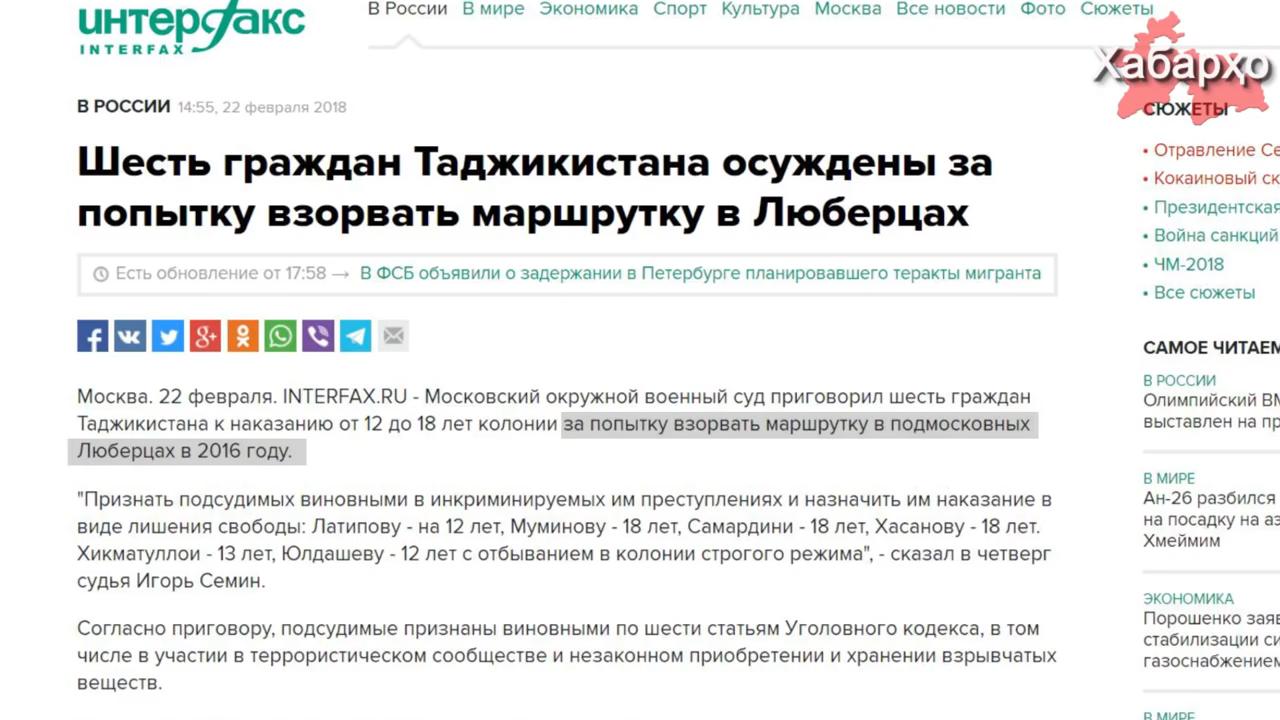 интерфакс
INTERFAX
В России В мире Экономика Спорт Культура Москва Все новости Фото Сюжеты
Хабарҳо
В РОССИИ 14:55, 22 февраля 2018
Шесть граждан Таджикистана осуждены за
попытку взорвать маршрутку в Люберцах
Есть обновление от 17:58 → В ФСБ объявили о задержании в Петербурге планировавшего теракты мигранта
Москва. 22 февраля. INTERFAX.RU - Московский окружной военный суд приговорил шесть граждан
Таджикистана к наказанию от 12 до 18 лет колонии за попытку взорвать маршрутку в подмосковных
Люберцах в 2016 году.
"Признать подсудимых виновными в инкриминируемых им преступлениях и назначить им наказание в
виде лишения свободы: Латипову - на 12 лет, Муминову - 18 лет, Самардини - 18 лет, Хасанову - 18 лет.
Хикматуллои - 13 лет, Юлдашеву - 12 лет с отбыванием в колонии строгого режима", - сказал в четверг
судья Игорь Семин.
Согласно приговору, подсудимые признаны виновными по шести статьям Уголовного кодекса, в том
числе в участии в террористическом сообществе и незаконном приобретении и хранении взрывчатых
веществ.
СЮЖЕТЫ
• Отравление Се
• Кокаиновый ск
• Президентская
• Война санкций
• ЧМ-2018
• Все сюжеты
САМОЕ ЧИТАЕМ
В РОССИИ
Олимпийский ВМ
выставлен на пр
В МИРЕ
Ан-26 разбился
на посадку на аэ
Хмеймим
ЭКОНОМИКА
Порошенко заяв
стабилизации си
газоснабжением
В МИРЕ